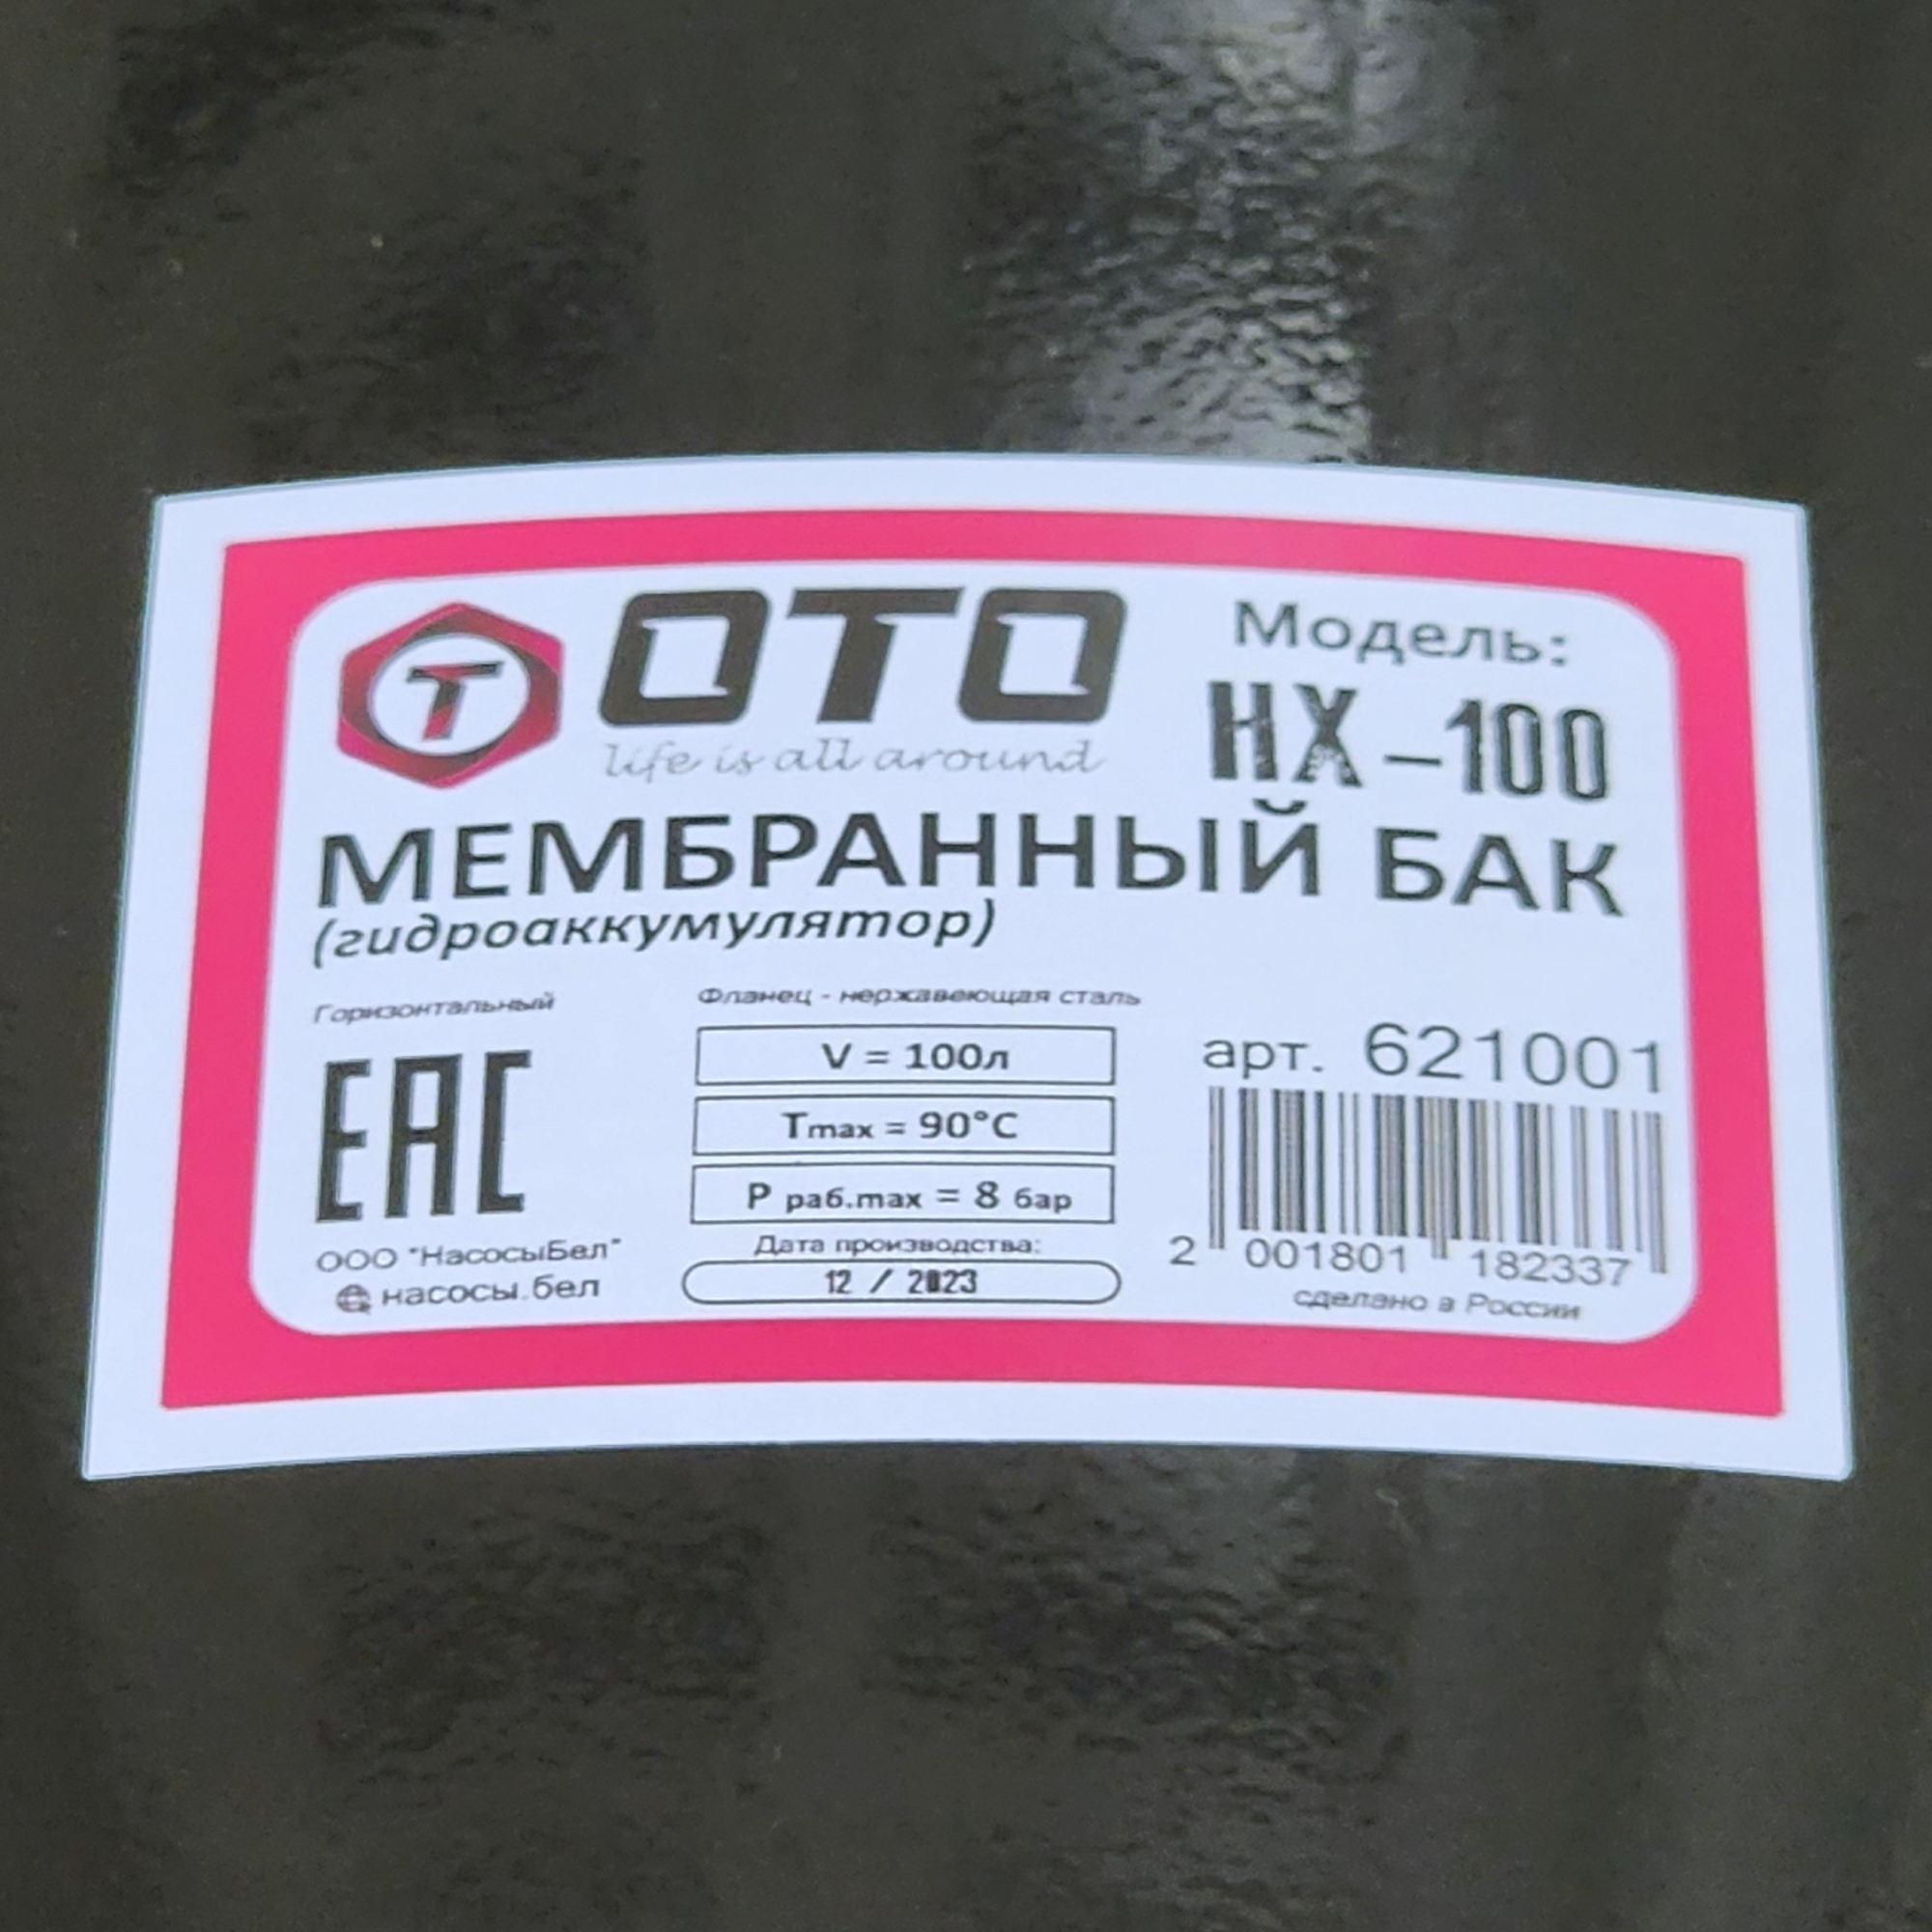 T OTO
life is all around
Модель:
НХ-100
МЕМБРАННЫЙ БАК
(гидроаккумулятор)
Горизонтальный
Фланец - нержавеющая сталь
V = 100л
Tmax = 90°C
P раб.max = 8 бар
Дата производства:
12 / 2023
EAC
ООО "НасосыБел"
насосы.бел
арт. 621001
2 001801 182337
сделано в России